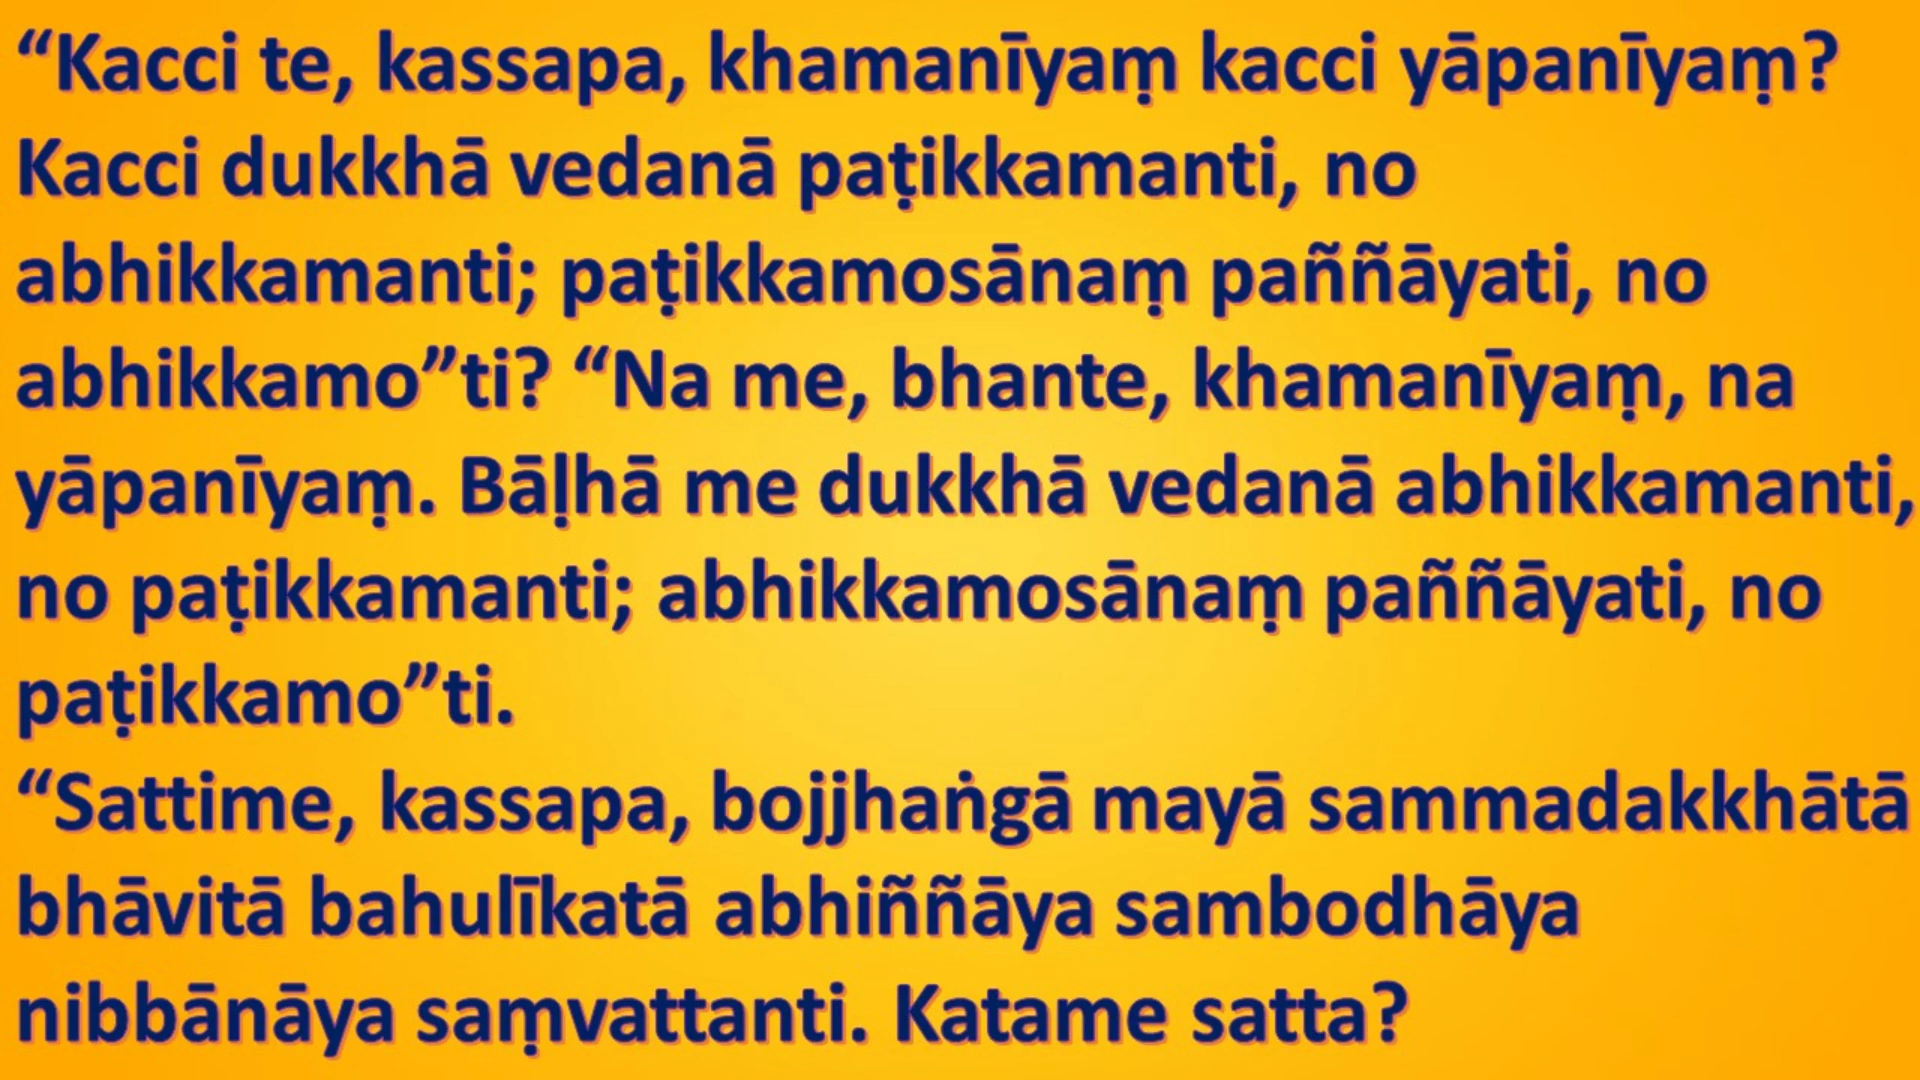 “Kacci te, kassapa, khamanīyaṃ kacci yāpanīyaṃ?
Kacci dukkhā vedanā paṭikkamanti, no
abhikkamanti; paṭikkamosānaṃ paññāyati, no
abhikkamo”ti? “Na me, bhante, khamanīyaṃ, na
yāpanīyaṃ. Bāḷhā me dukkhā vedanā abhikkamanti,
no paṭikkamanti; abhikkamosānaṃ paññāyati, no
paṭikkamo”ti.
“Sattime, kassapa, bojjhaṅgā mayā sammadakkhātā
bhāvitā bahulīkatā abhiññāya sambodhāya
nibbānāya saṃvattanti. Katame satta?